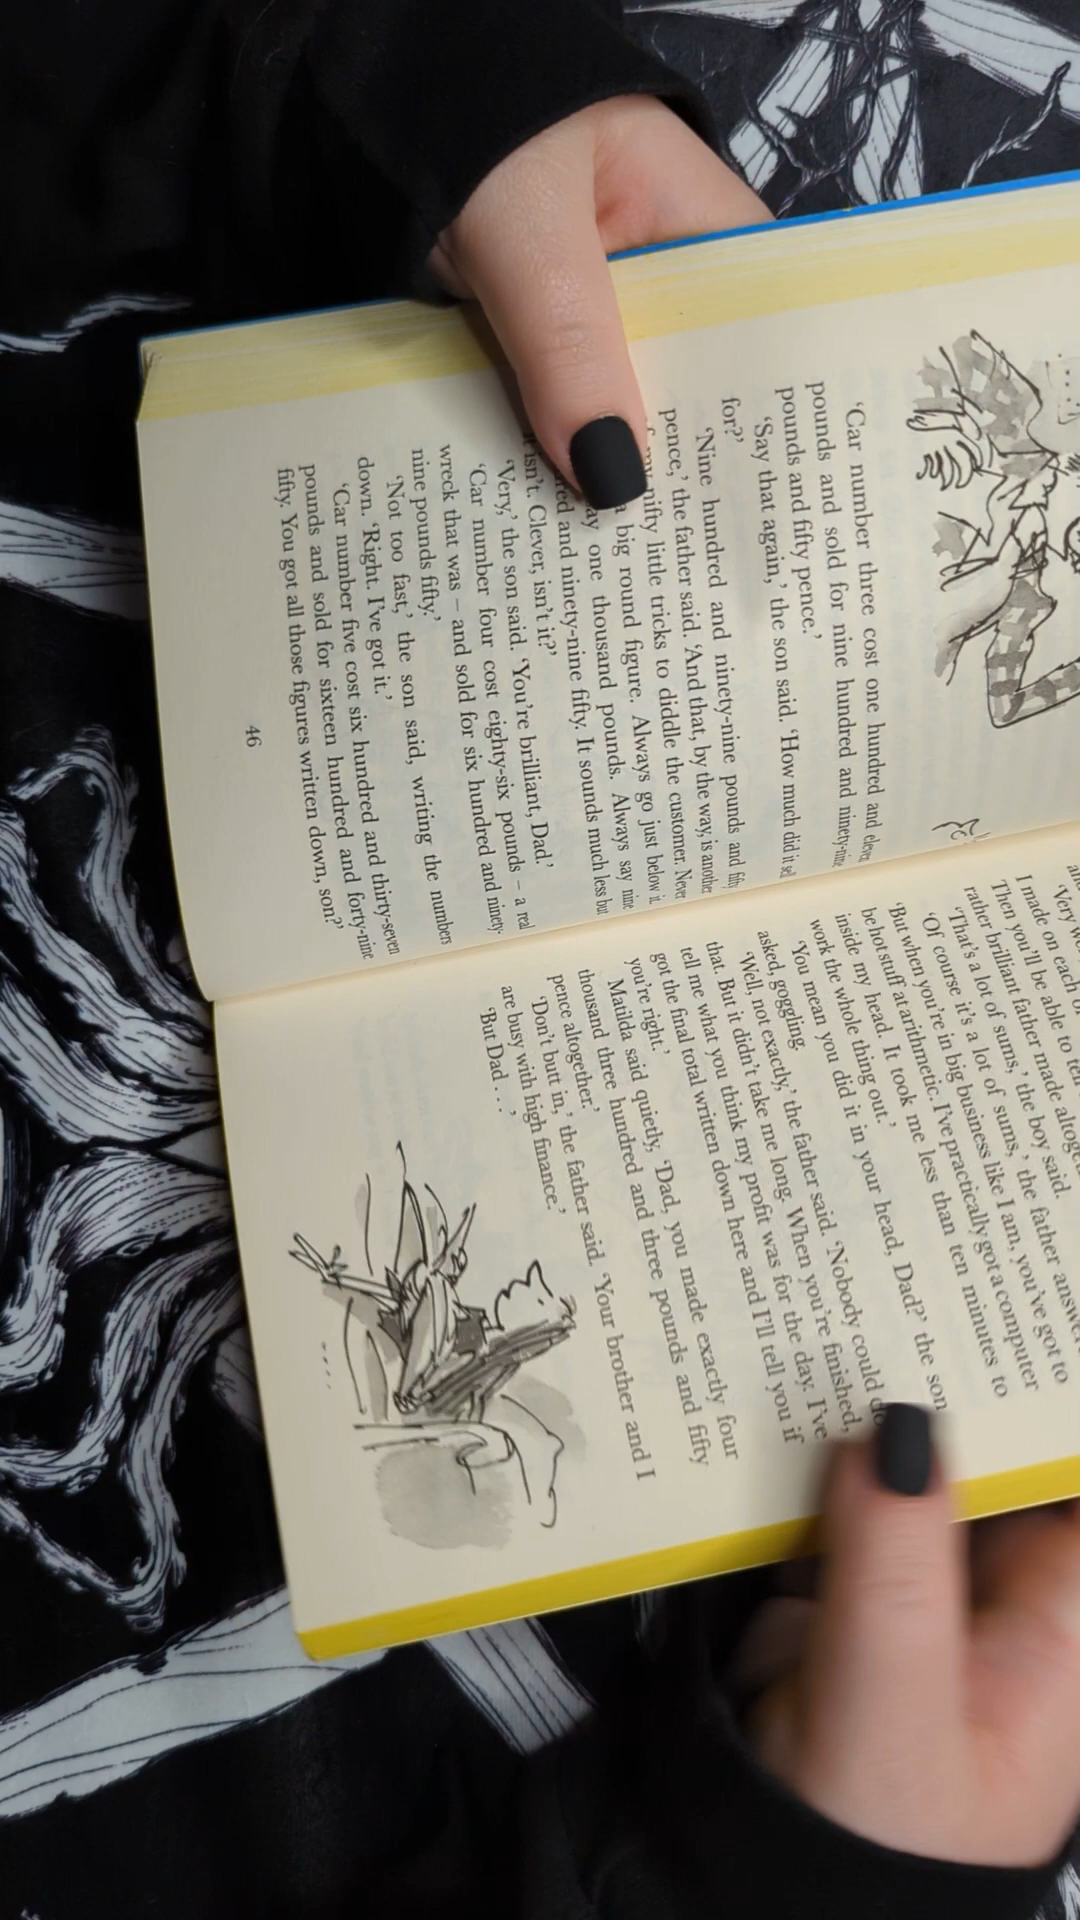 ‘Car number three cost one hundred and eleven
pounds and sold for nine hundred and ninety-nine
pounds and fifty pence.’
‘Say that again,’ the son said. ‘How much did it sell
for?’
‘Nine hundred and ninety-nine pounds and fifty
pence,’ the father said. ‘And that, by the way, is another
my nifty little tricks to diddle the customer. Never
a big round figure. Always go just below it.
one thousand pounds. Always say nine
and ninety-nine fifty. It sounds much less but
isn’t. Clever, isn’t it?’
‘Very,’ the son said. ‘You’re brilliant, Dad.’
‘Car number four cost eighty-six pounds – a real
wreck that was – and sold for six hundred and ninety-
nine pounds fifty.’
‘Not too fast,’ the son said, writing the numbers
down. ‘Right. I’ve got it.’
‘Car number five cost six hundred and thirty-seven
pounds and sold for sixteen hundred and forty-nine
fifty. You got all those figures written down, son?’
46
‘Very
I made on each
Then you’ll be able to tell
rather brilliant father made
‘That’s a lot of sums,’ the boy said.
‘Of course it’s a lot of sums,’ the father
‘But when you’re in big business like I am, you’ve got to
be hot stuff at arithmetic. I’ve practically got a computer
inside my head. It took me less than ten minutes to
work the whole thing out.’
‘You mean you did it in your head, Dad?’ the son
asked, goggling.
‘Well, not exactly,’ the father said. ‘Nobody could do
that. But it didn’t take me long. When you’re finished,
tell me what you think my profit was for the day. I’ve
got the final total written down here and I’ll tell you if
you’re right.’
Matilda said quietly, ‘Dad, you made exactly four
thousand three hundred and three pounds and fifty
pence altogether.’
‘Don’t butt in,’ the father said. ‘Your brother and I
are busy with high finance.’
‘But Dad . . .’